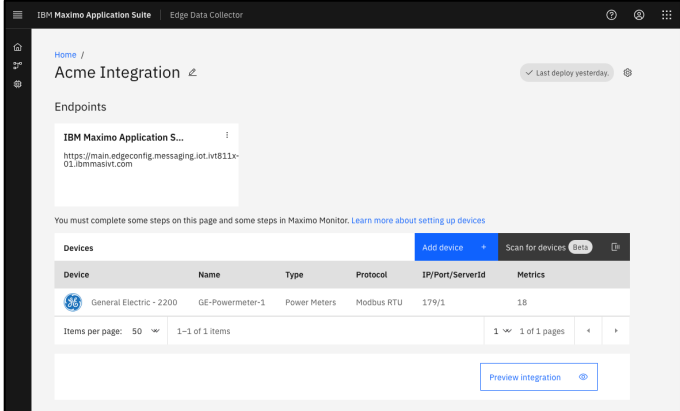 IBM Maximo Application Suite Edge Data Collector
Home /
Acme Integration
Last deploy yesterday.
Endpoints
IBM Maximo Application S...
https://main.edgeconfig.messaging.iot.ivt811x-
01.ibmmasivt.com
You must complete some steps on this page and some steps in Maximo Monitor. Learn more about setting up devices
Devices Add device + Scan for devices Beta
Device Name Type Protocol IP/Port/ServerId Metrics
General Electric - 2200 GE-Powermeter-1 Power Meters Modbus RTU 179/1 18
Items per page: 50 1–1 of 1 items 1 1 of 1 pages
Preview integration